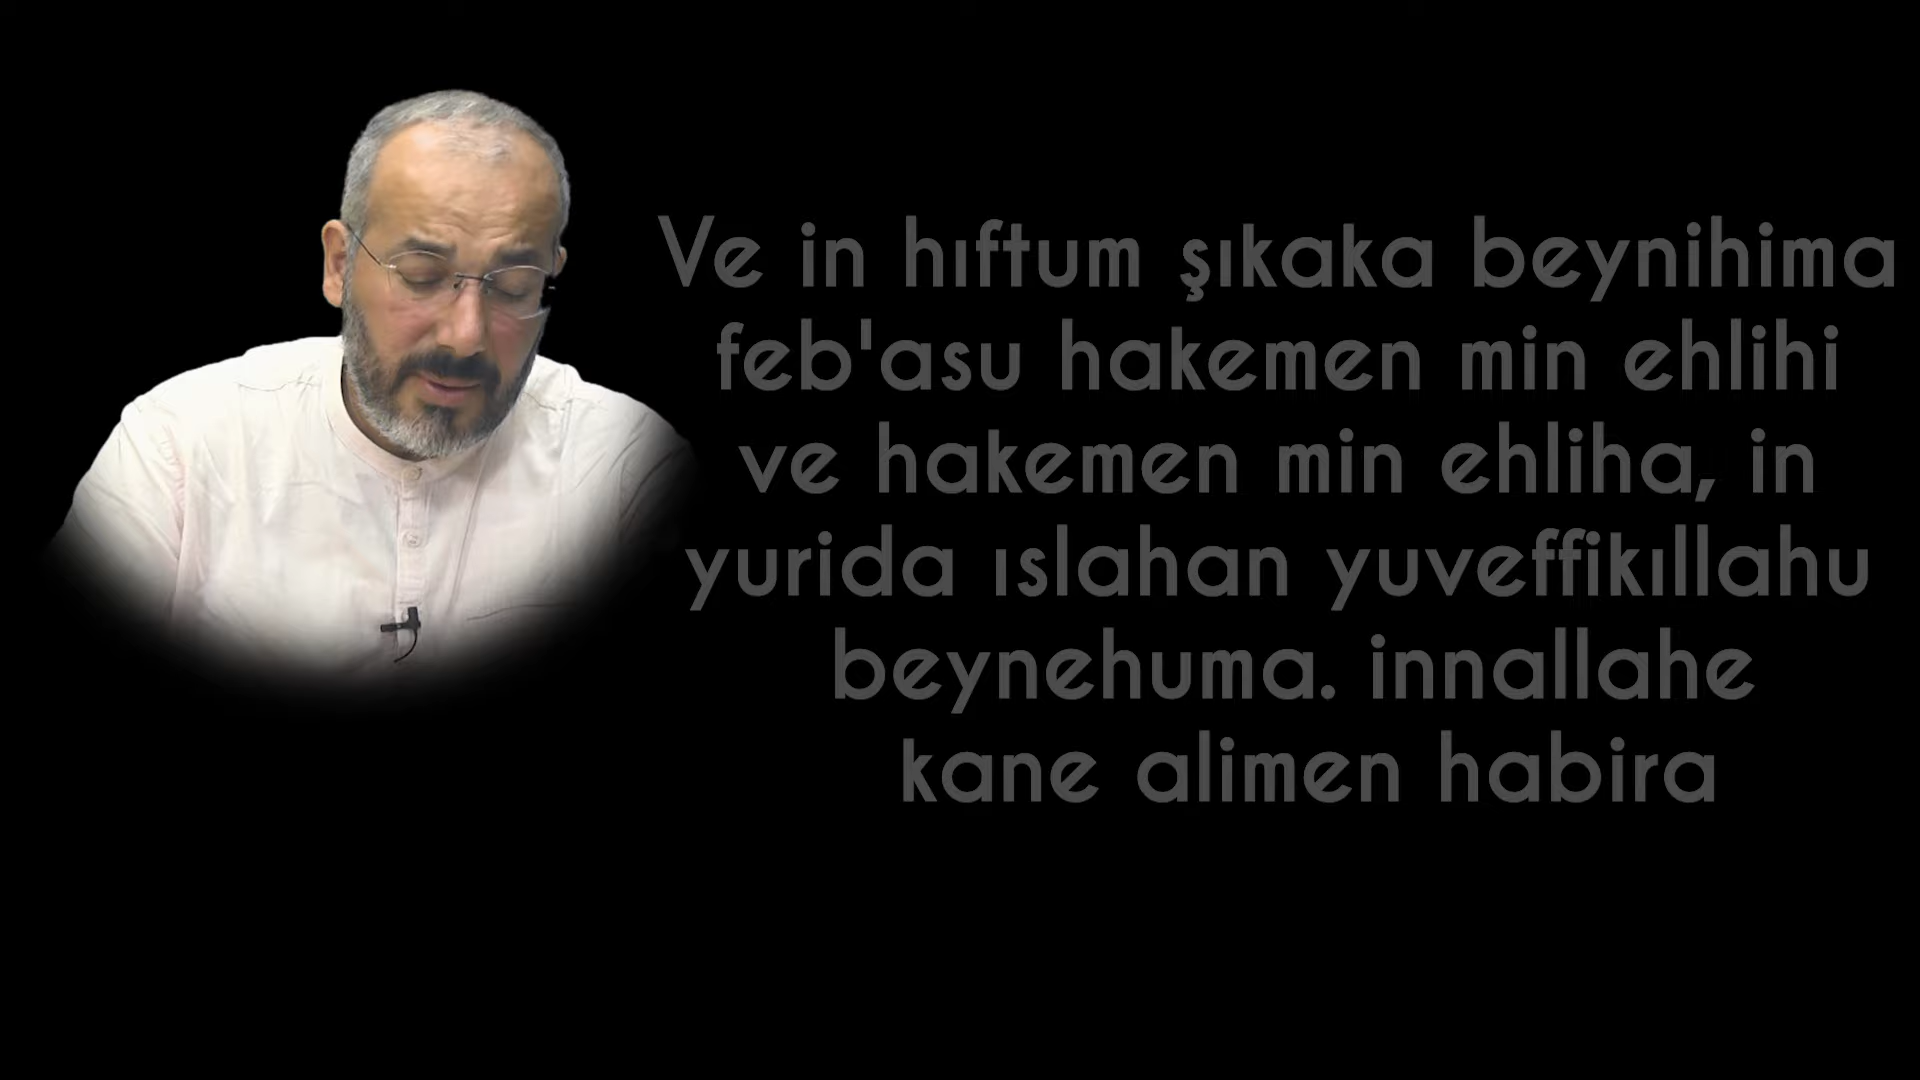 Ve in hıftum şıkaka beynihima
feb'asu hakemen min ehlihi
ve hakemen min ehliha, in
yurida ıslahan yuveffikıllahu
beynehuma. innallahe
kane alimen habira